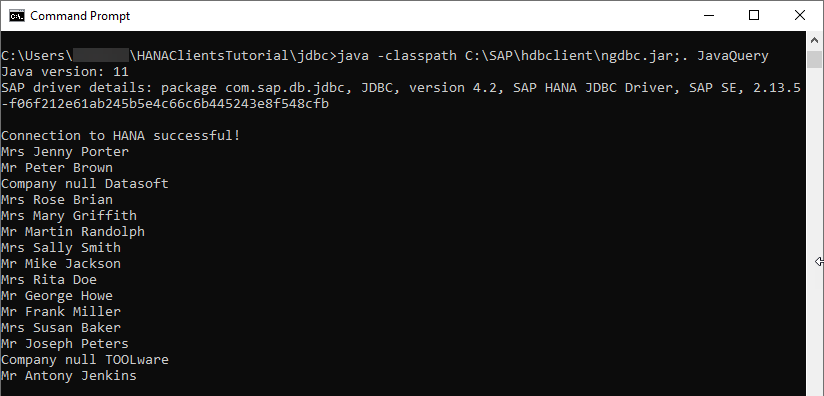 Command Prompt
C:\Users\ \HANAClientsTutorial\jdbc>java -classpath C:\SAP\hdbclient\ngdbc.jar;. JavaQuery
Java version: 11
SAP driver details: package com.sap.db.jdbc, JDBC, version 4.2, SAP HANA JDBC Driver, SAP SE, 2.13.5
-f06f212e61ab245b5e4c66c6b445243e8f548cfb
Connection to HANA successful!
Mrs Jenny Porter
Mr Peter Brown
Company null Datasoft
Mrs Rose Brian
Mrs Mary Griffith
Mr Martin Randolph
Mrs Sally Smith
Mr Mike Jackson
Mrs Rita Doe
Mr George Howe
Mr Frank Miller
Mrs Susan Baker
Mr Joseph Peters
Company null TOOLware
Mr Antony Jenkins